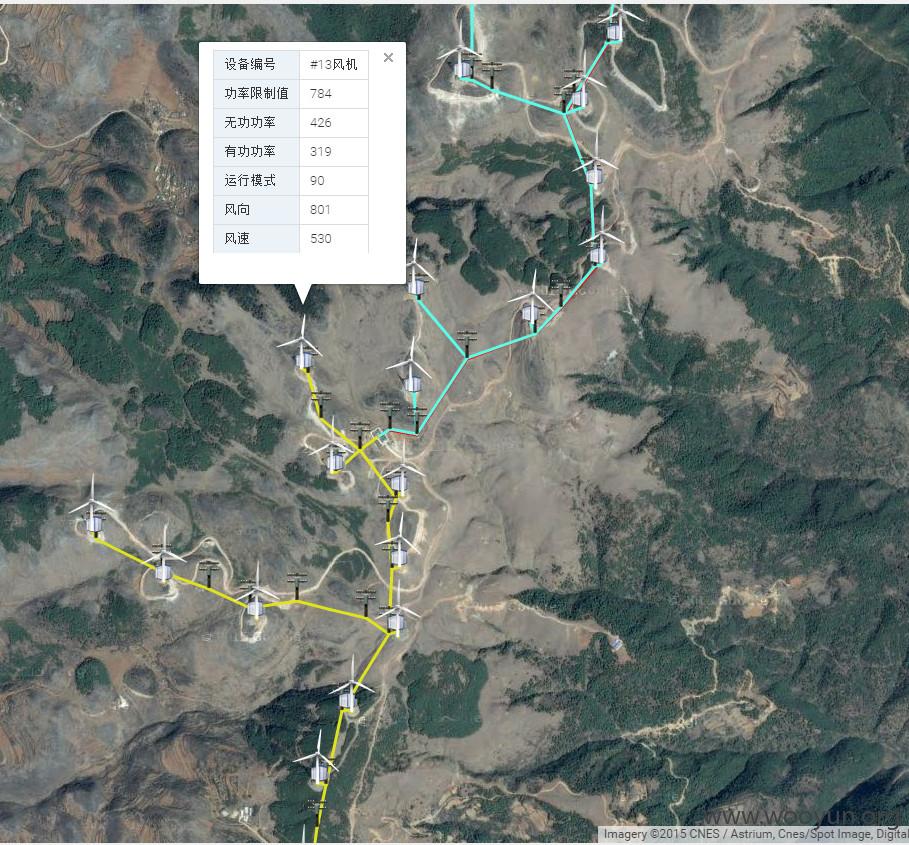 设备编号 #13风机
功率限制值 784
无功功率 426
有功功率 319
运行模式 90
风向 801
风速 530
www.wooyun.org
Imagery ©2015 CNES / Astrium, Cnes/Spot Image, Digital